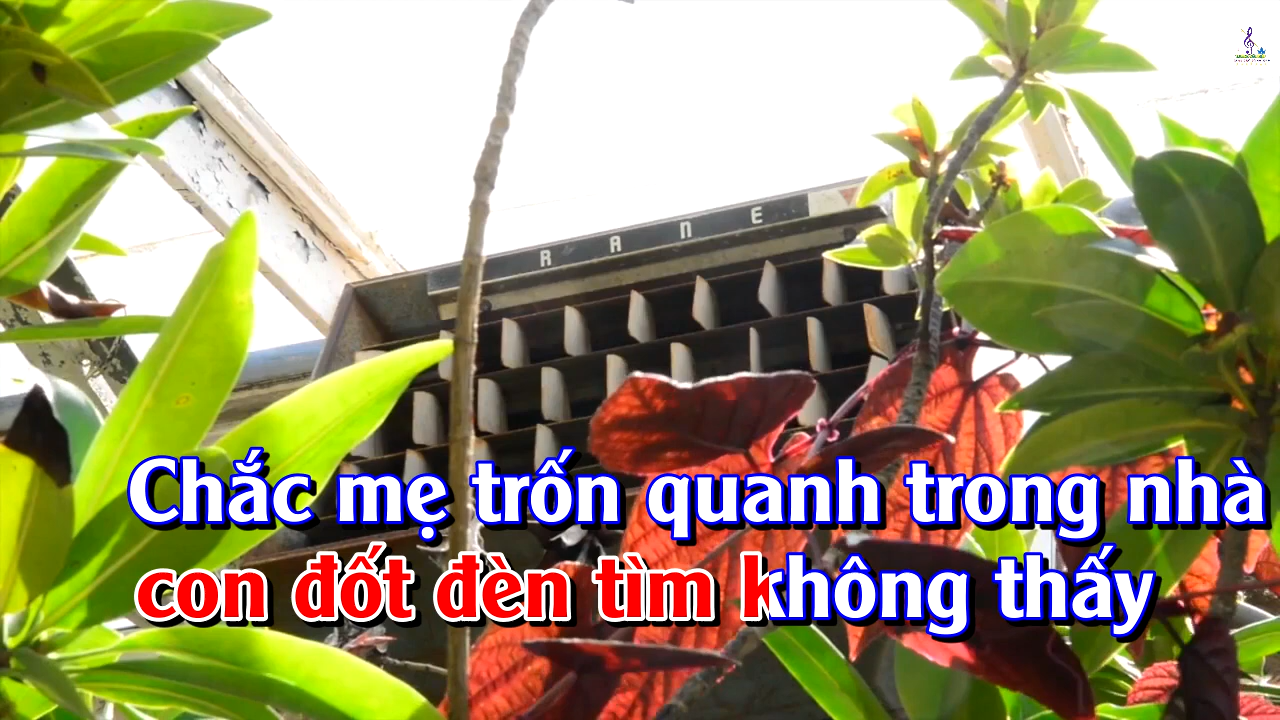 RANE
Chắc mẹ trốn quanh trong nhà
con đốt đèn tìm không thấy